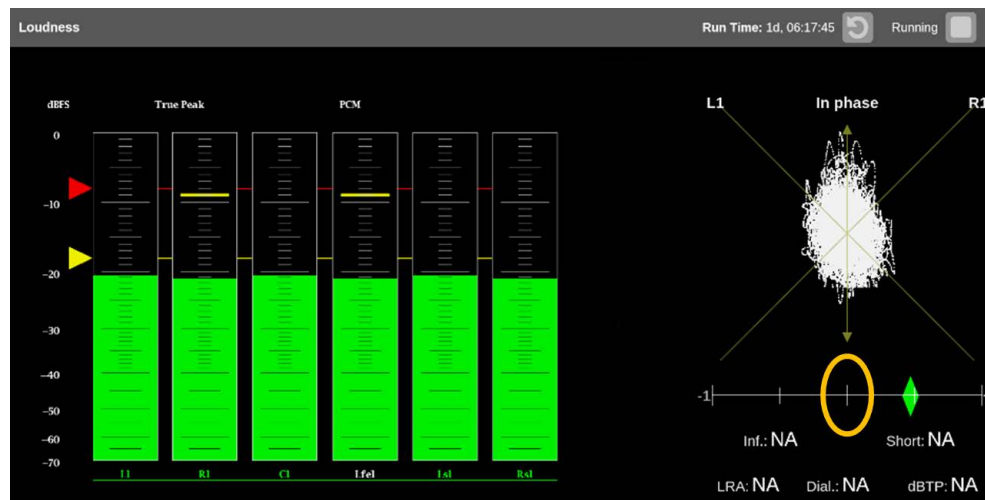 Loudness
Run Time: 1d, 06:17:45
Running
dBFS
True Peak
PCM
0
-10
-20
-30
-40
-50
-60
-70
L1
R1
C1
Lfe1
Ls1
Rs1
L1
In phase
R1
-1
Inf.: NA
Short: NA
LRA: NA
Dial.: NA
dBTP: NA